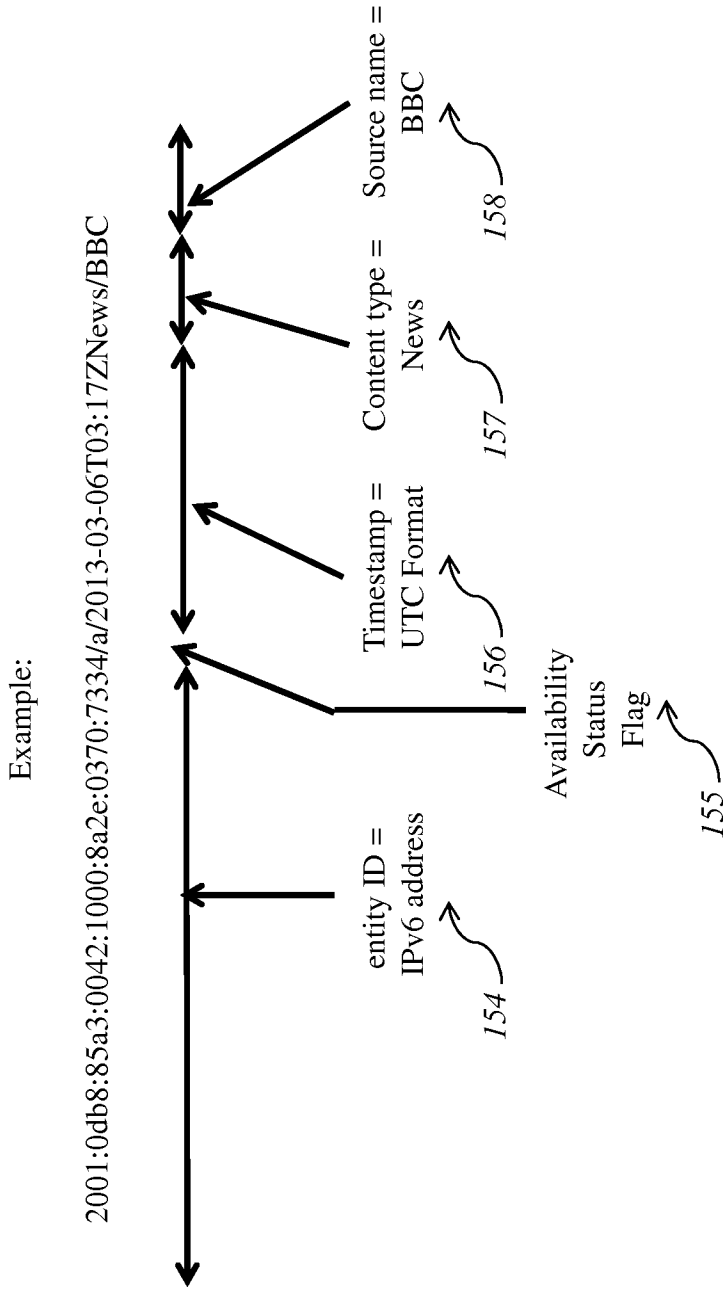 Example:
2001:0db8:85a3:0042:1000:8a2e:0370:7334/a/2013-03-06T03:17ZNews/BBC
entity ID =
IPv6 address
154
Availability
Status
Flag
155
Timestamp =
UTC Format
156
Content type =
News
157
Source name =
BBC
158